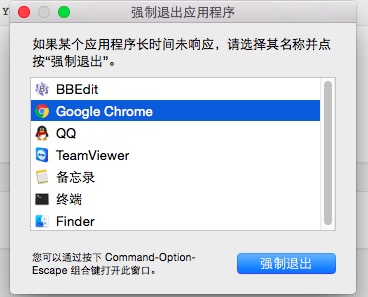 强制退出应用程序
如果某个应用程序长时间未响应，请选择其名称并点
按“强制退出”。
BBEdit
Google Chrome
QQ
TeamViewer
备忘录
终端
Finder
您可以通过按下 Command-Option-
Escape 组合键打开此窗口。
强制退出